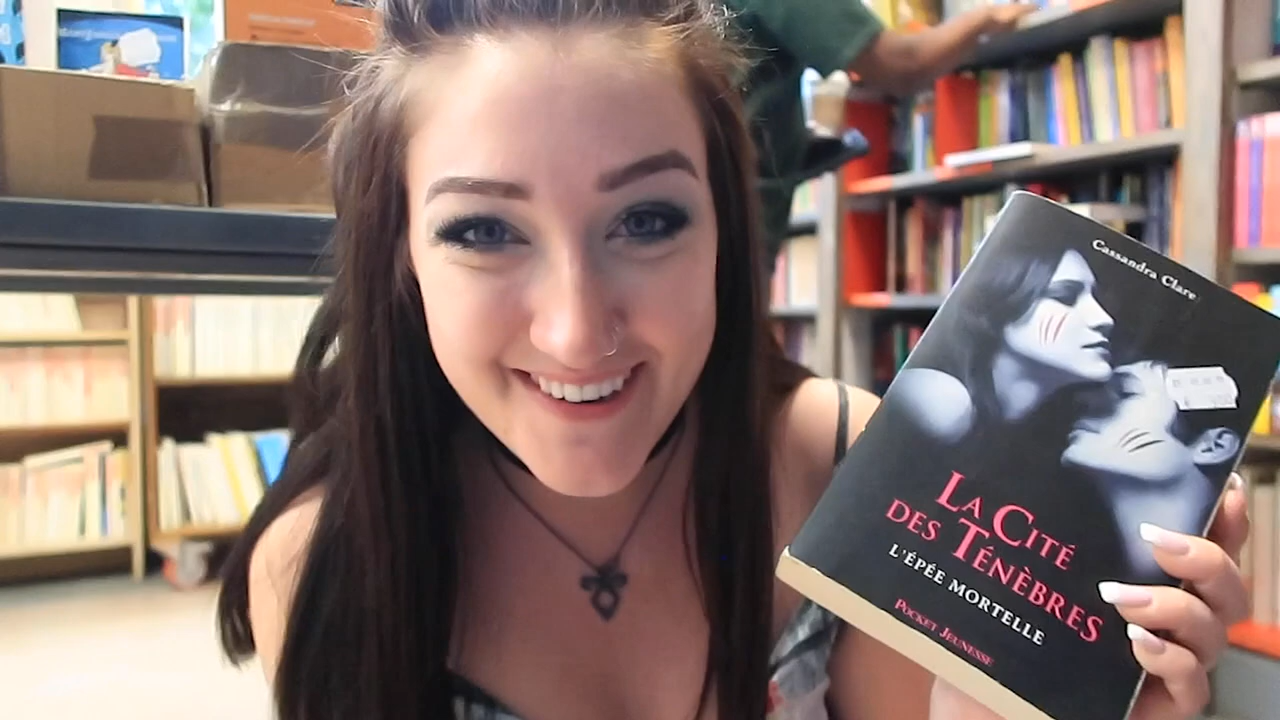 Cassandra Clare
La Cité
des Ténèbres
L'épée mortelle
Pocket Jeunesse